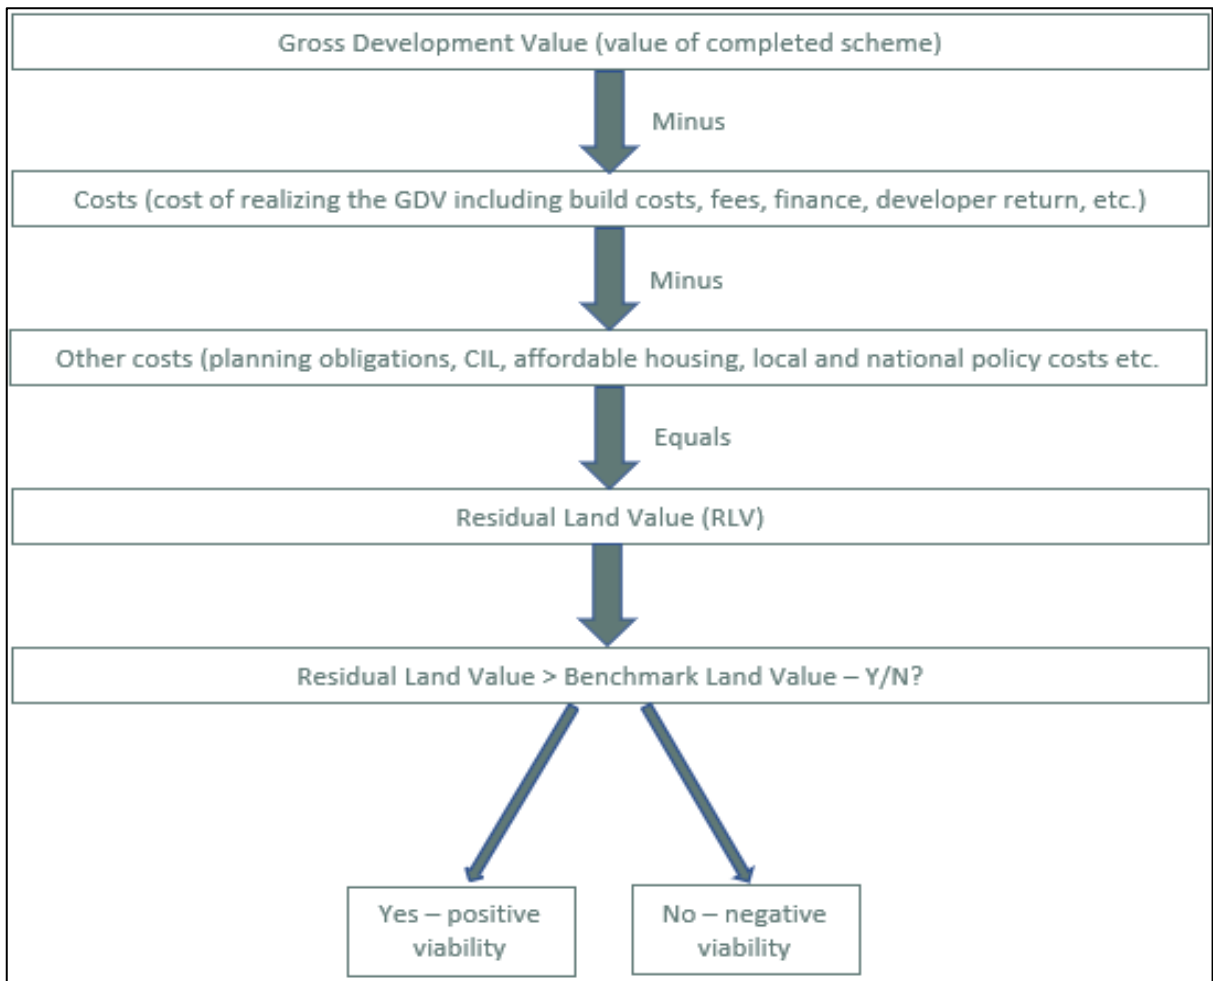 Gross Development Value (value of completed scheme)
Minus
Costs (cost of realizing the GDV including build costs, fees, finance, developer return, etc.)
Minus
Other costs (planning obligations, CIL, affordable housing, local and national policy costs etc.
Equals
Residual Land Value (RLV)
Residual Land Value > Benchmark Land Value – Y/N?
Yes – positive
viability
No – negative
viability